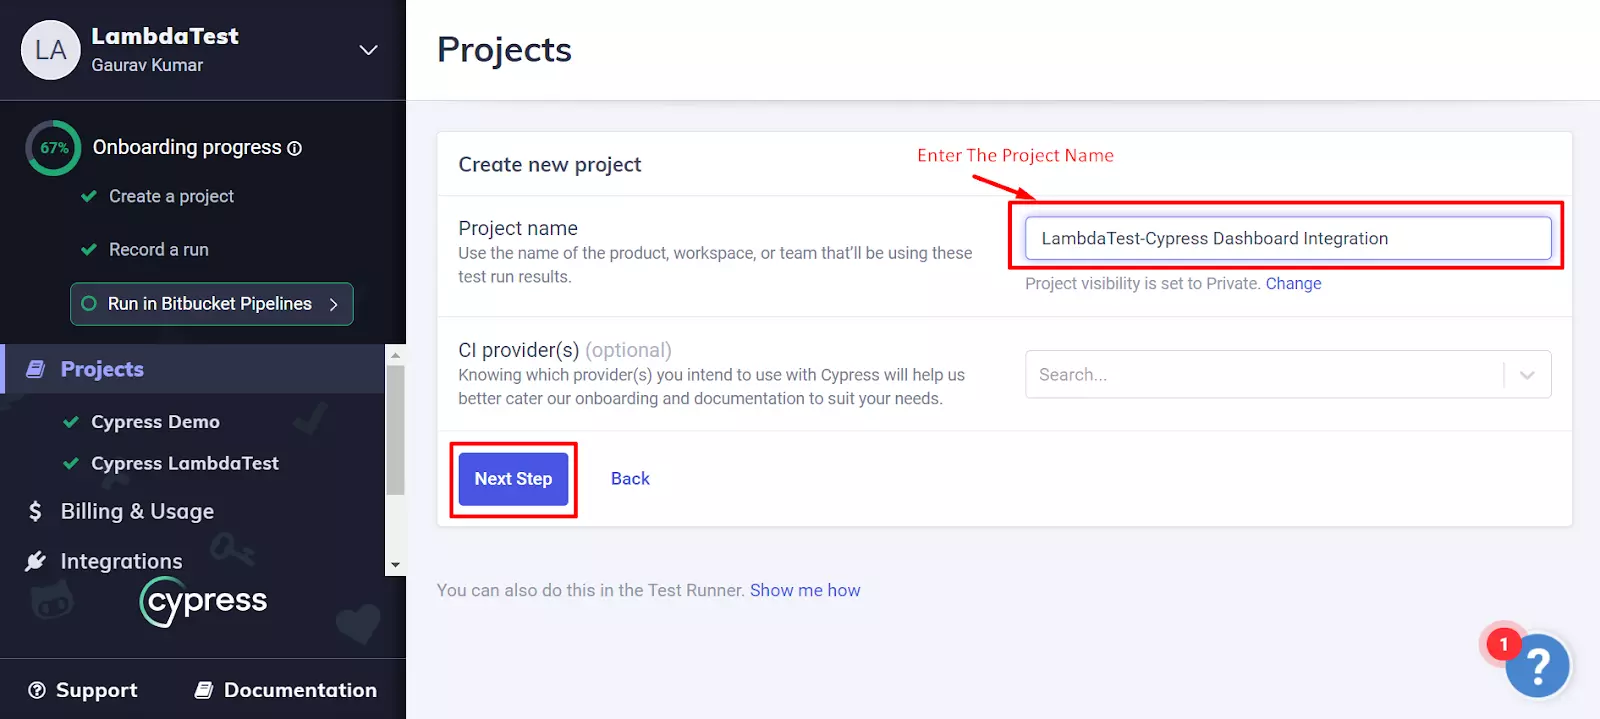 LA
LambdaTest
Gaurav Kumar
67%
Onboarding progress
Create a project
Record a run
Run in Bitbucket Pipelines
Projects
Cypress Demo
Cypress LambdaTest
$ Billing & Usage
Integrations
cypress
? Support
Documentation
Projects
Create new project
Enter The Project Name
Project name
Use the name of the product, workspace, or team that'll be using these
test run results.
LambdaTest-Cypress Dashboard Integration
Project visibility is set to Private. Change
CI provider(s) (optional)
Knowing which provider(s) you intend to use with Cypress will help us
better cater our onboarding and documentation to suit your needs.
Search...
Next Step
Back
You can also do this in the Test Runner. Show me how
1
?